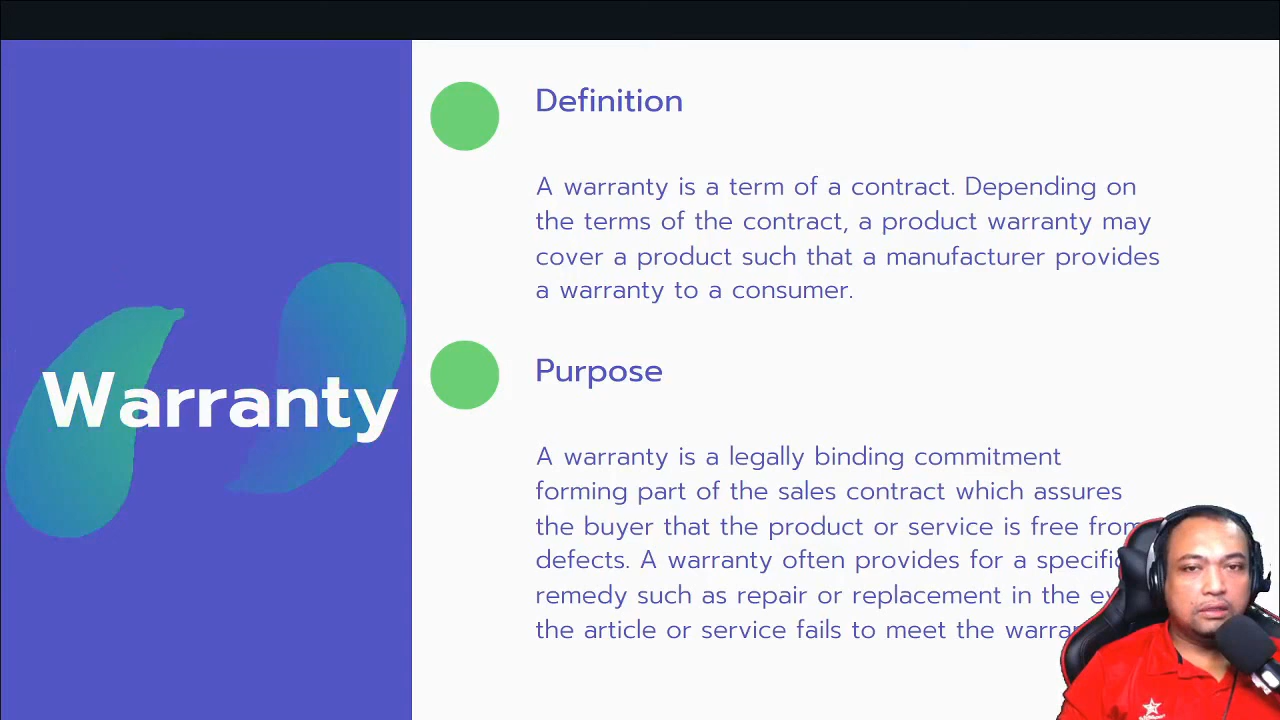 Warranty
Definition
A warranty is a term of a contract. Depending on
the terms of the contract, a product warranty may
cover a product such that a manufacturer provides
a warranty to a consumer.
Purpose
A warranty is a legally binding commitment
forming part of the sales contract which assures
the buyer that the product or service is free from
defects. A warranty often provides for a specific
remedy such as repair or replacement in the
the article or service fails to meet the